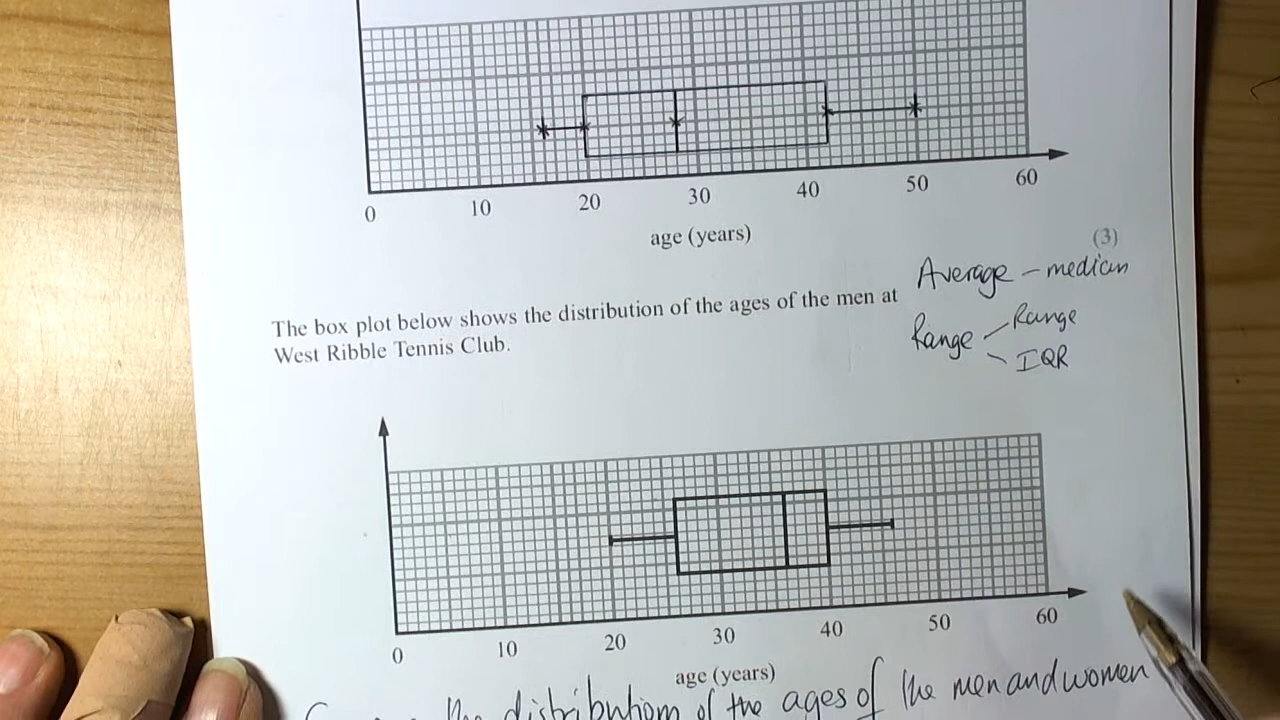 0 10 20 30 40 50 60
age (years)
(3)
Average - median
The box plot below shows the distribution of the ages of the men at
West Ribble Tennis Club.
Range - Range
- IQR
0 10 20 30 40 50 60
age (years)
the distribution of the ages of the men and women